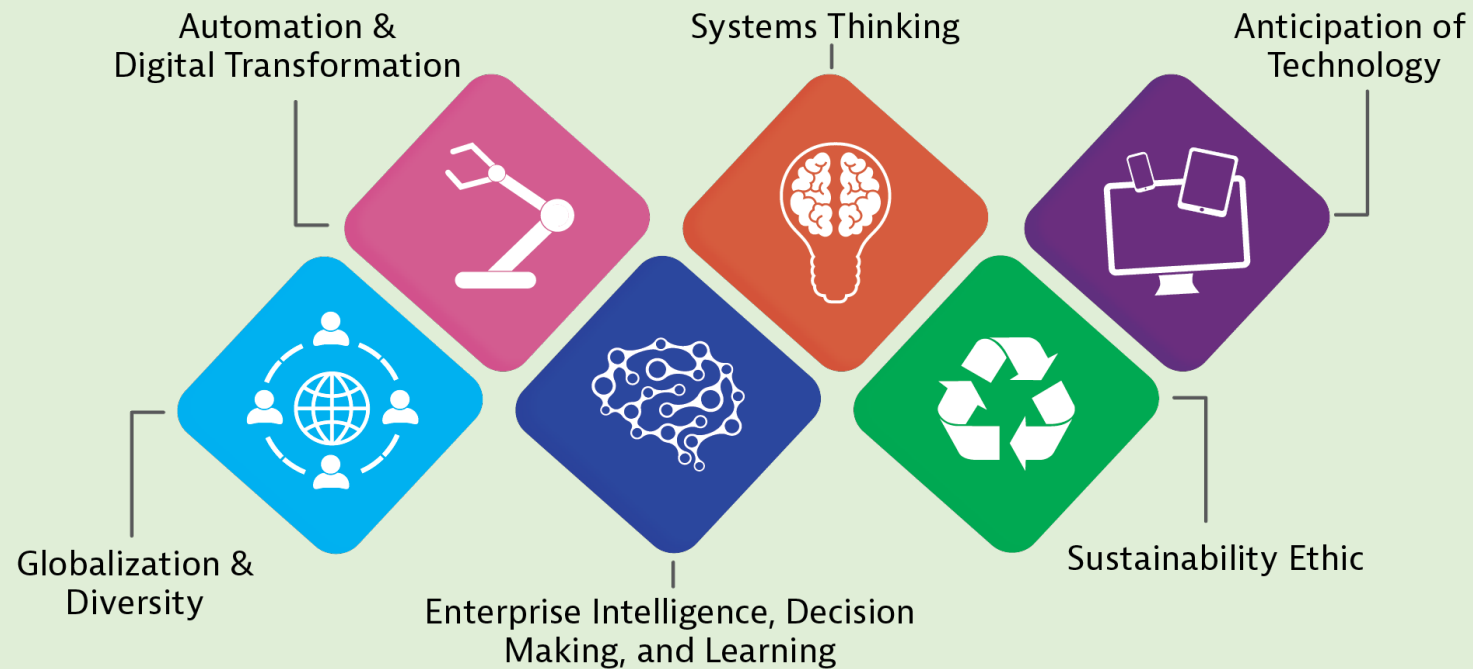 Automation &
Digital Transformation
Systems Thinking
Anticipation of
Technology
Globalization &
Diversity
Enterprise Intelligence, Decision
Making, and Learning
Sustainability Ethic